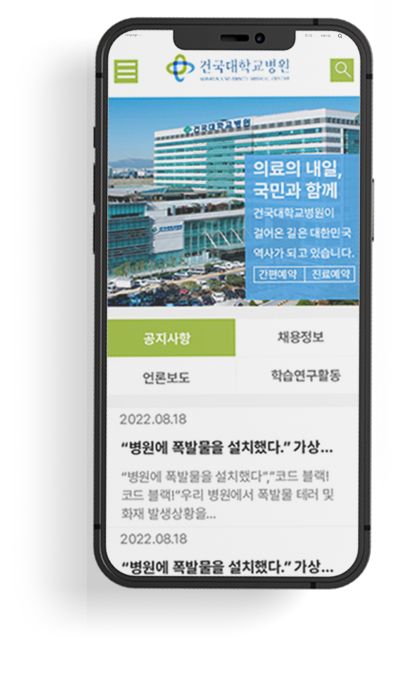 건국대학교병원
KONKUK UNIVERSITY MEDICAL CENTER
건국대학교병원
의료의 내일,
국민과 함께
건국대학교병원이
걸어온 길은 대한민국
역사가 되고 있습니다.
간편예약 진료예약
공지사항 채용정보
언론보도 학습연구활동
2022.08.18
“병원에 폭발물을 설치했다.” 가상...
“병원에 폭발물을 설치했다”,“코드 블랙!
코드 블랙!”우리 병원에서 폭발물 테러 및
화재 발생상황을...
2022.08.18
“병원에 폭발물을 설치했다.” 가상...